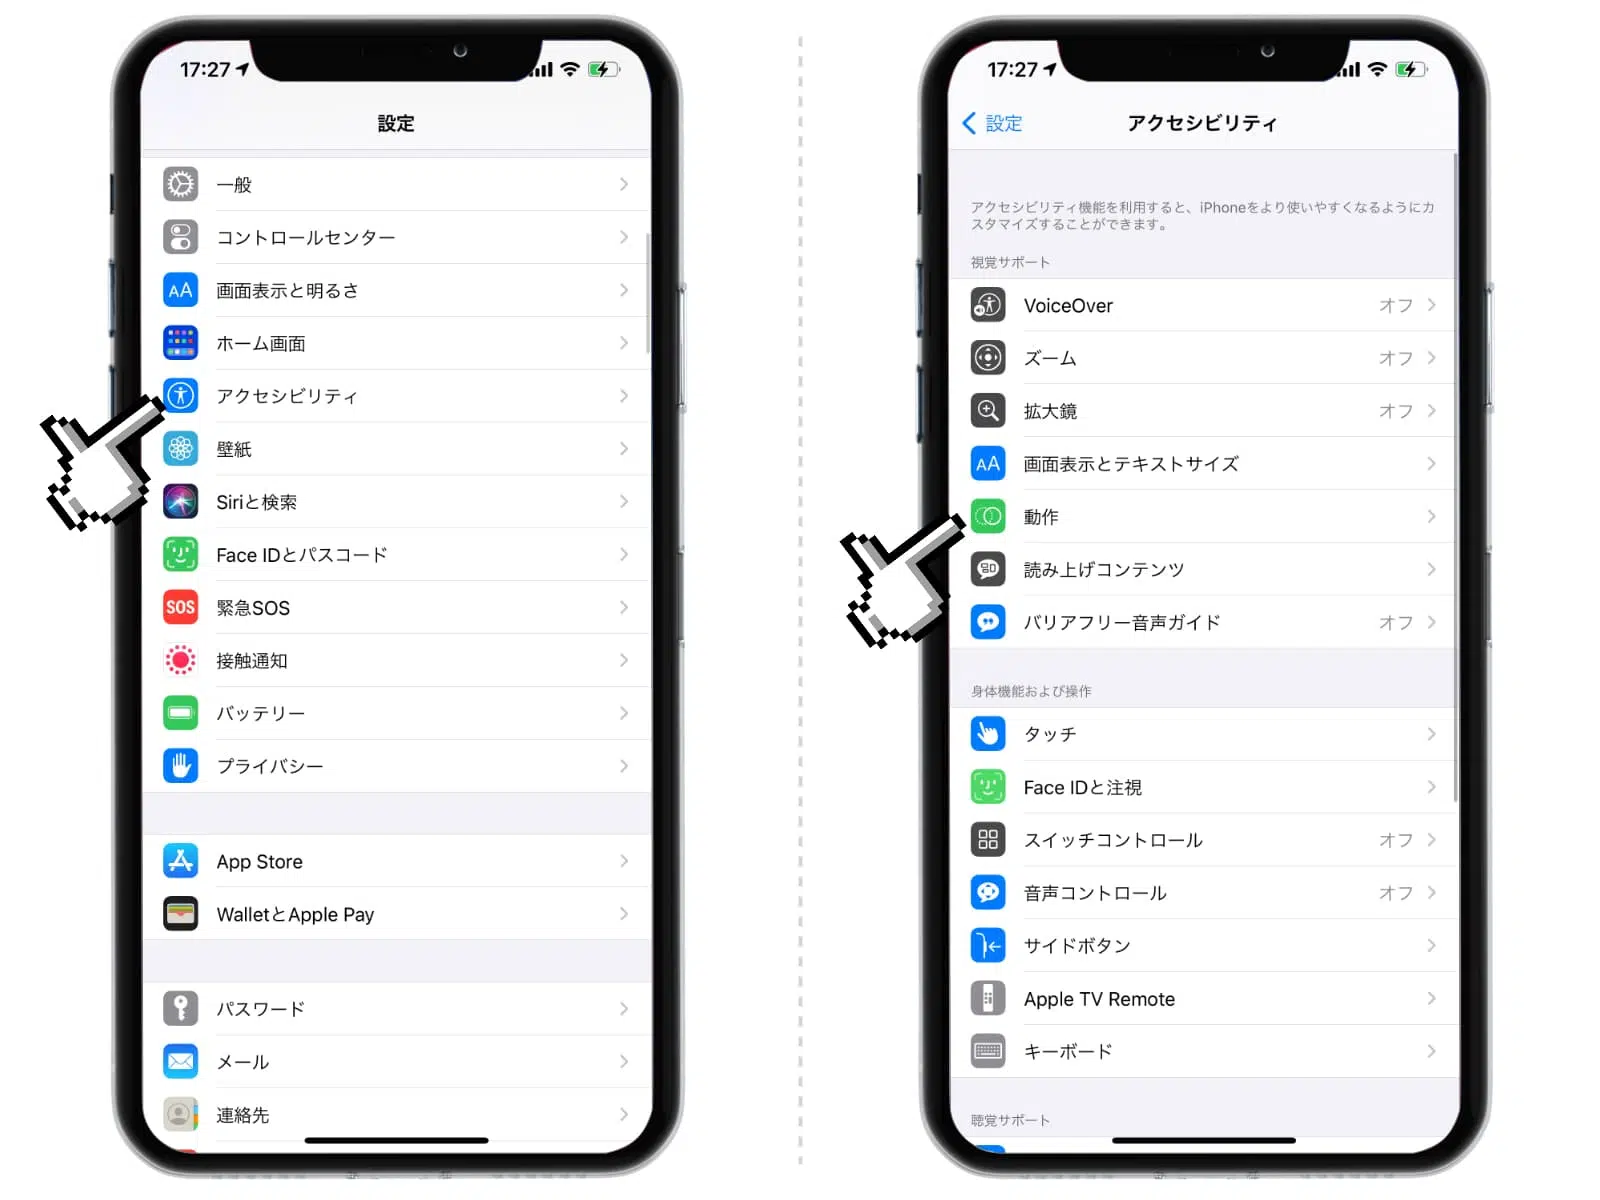 17:27
設定
一般
コントロールセンター
AA
画面表示と明るさ
ホーム画面
アクセシビリティ
壁紙
Siriと検索
Face IDとパスコード
SOS
緊急SOS
接触通知
バッテリー
プライバシー
App Store
WalletとApple Pay
パスワード
メール
連絡先
17:27
設定
アクセシビリティ
アクセシビリティ機能を利用すると、iPhoneをより使いやすくなるようにカ
スタマイズすることができます。
視覚サポート
VoiceOver オフ
ズーム オフ
拡大鏡 オフ
AA
画面表示とテキストサイズ
動作
読み上げコンテンツ
バリアフリー音声ガイド オフ
身体機能および操作
タッチ
Face IDと注視
スイッチコントロール オフ
音声コントロール オフ
サイドボタン
Apple TV Remote
キーボード
聴覚サポート